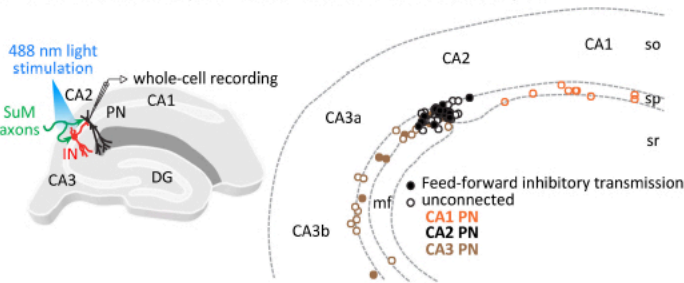 488 nm light
stimulation
whole-cell recording
CA2
PN
CA1
SuM
axons
IN
CA3
DG
CA1
so
CA2
sp
CA3a
sr
Feed-forward inhibitory transmission
mf
unconnected
CA1 PN
CA3b
CA2 PN
CA3 PN